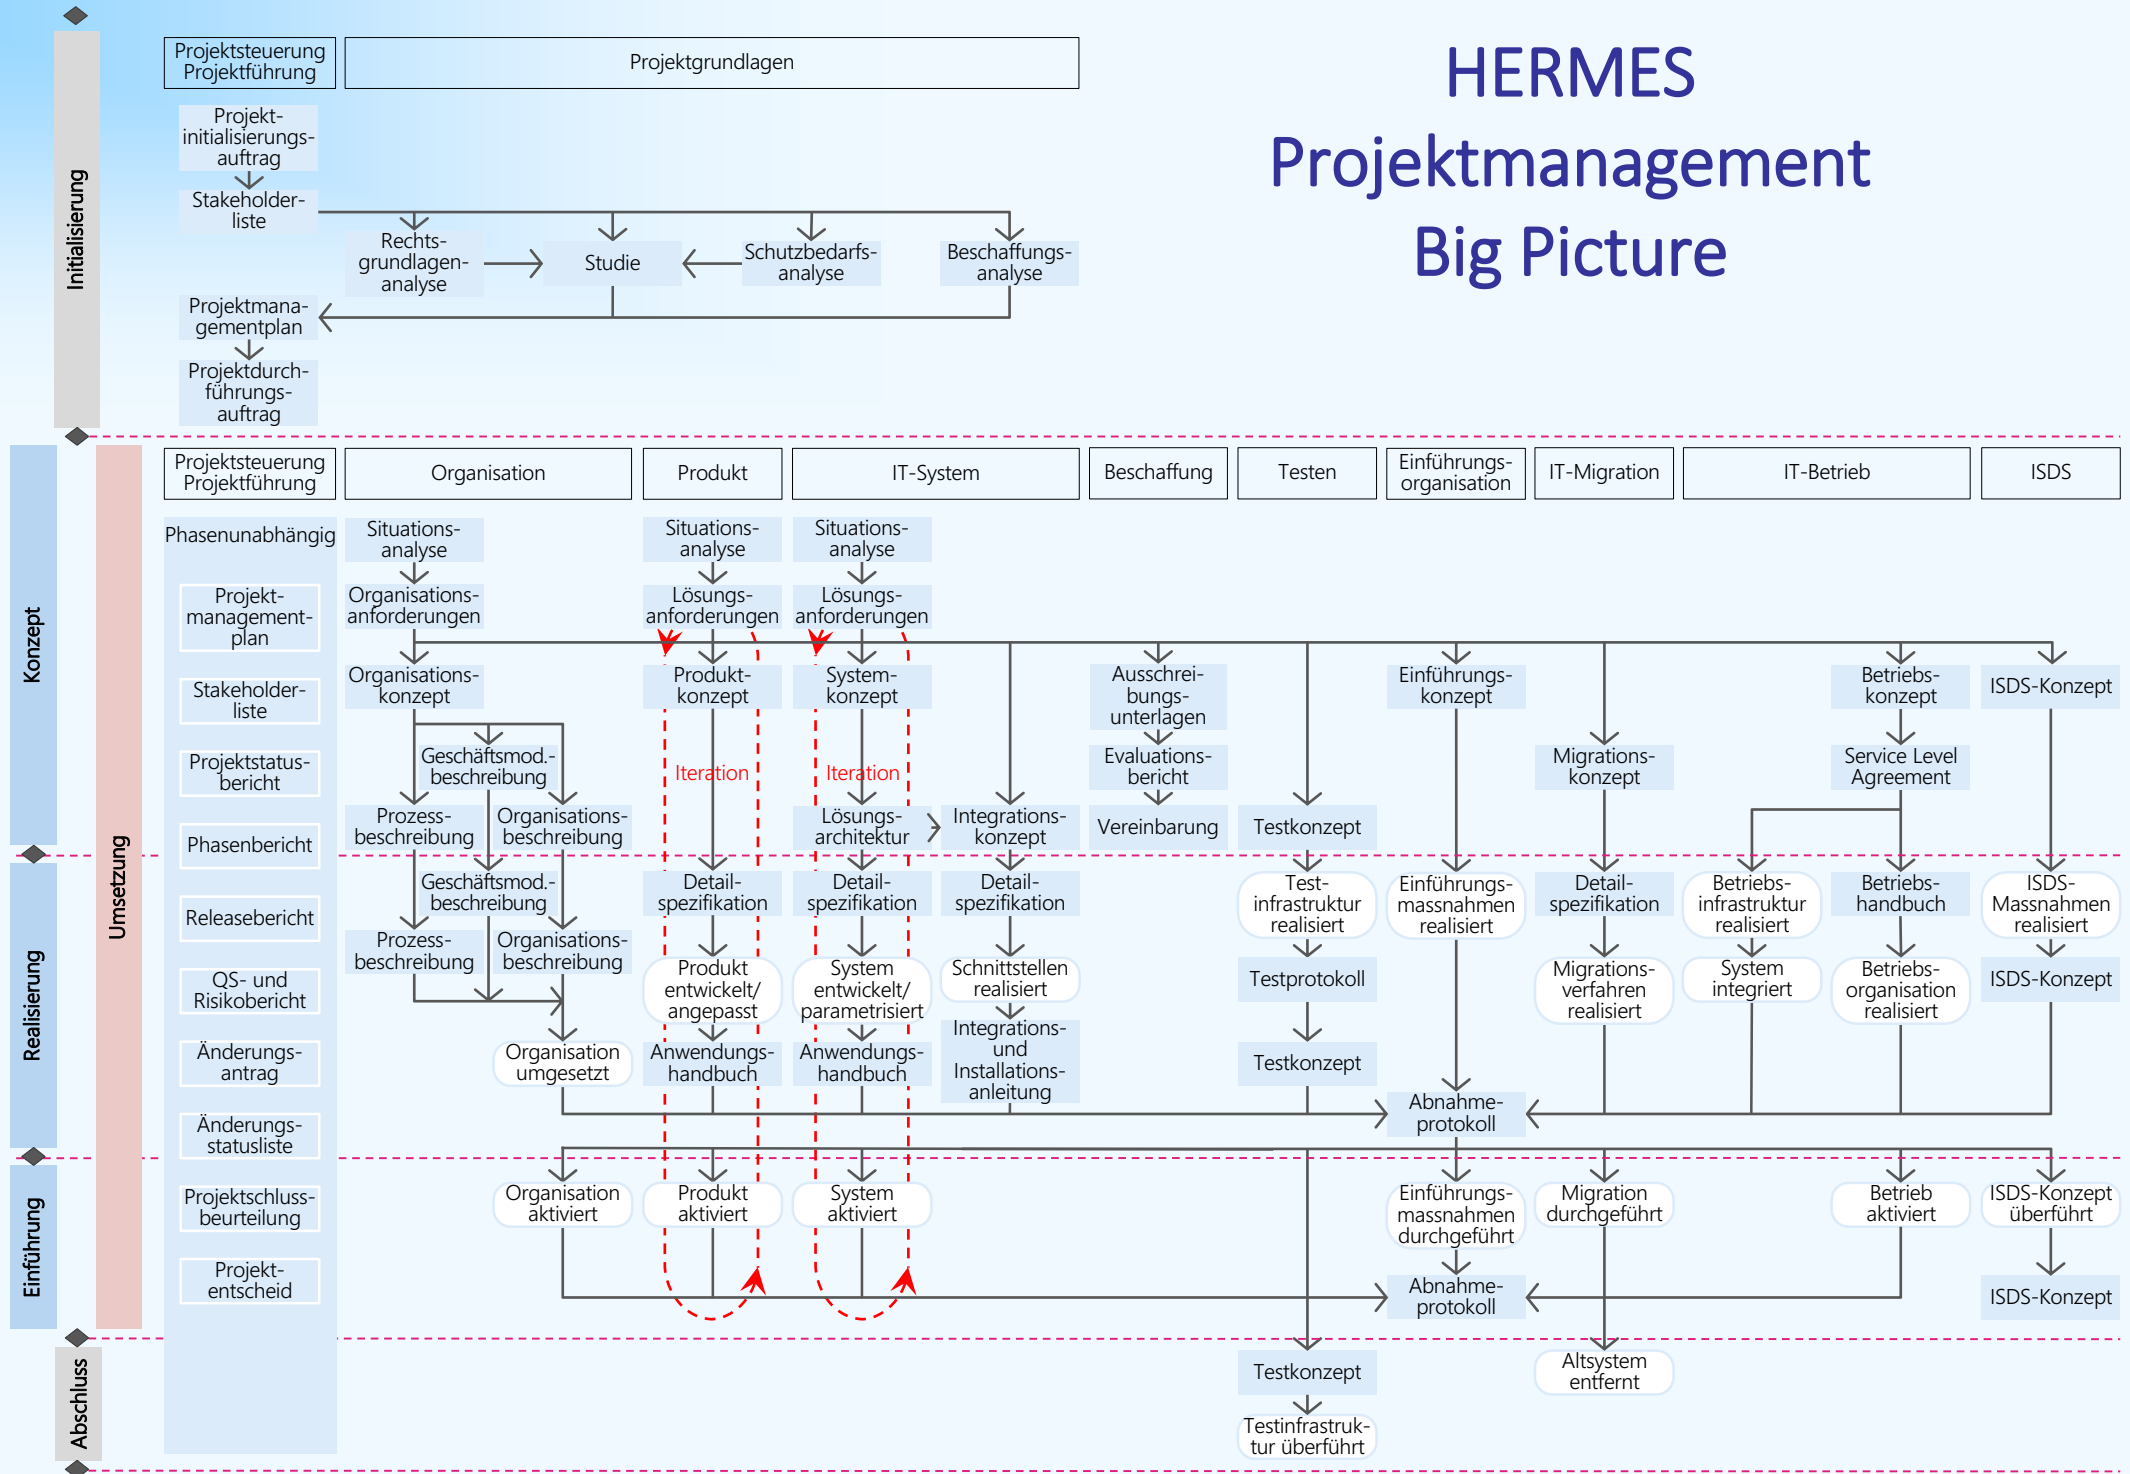 HERMES
Projektmanagement
Big Picture
Initialisierung
Projektsteuerung
Projektführung
Projektgrundlagen
Projekt-
initialisierungs-
auftrag
Stakeholder-
liste
Rechts-
grundlagen-
analyse
Studie
Schutzbedarfs-
analyse
Beschaffungs-
analyse
Projektmana-
gementplan
Projektdurch-
führungs-
auftrag
Konzept
Realisierung
Einführung
Umsetzung
Abschluss
Projektsteuerung
Projektführung
Organisation
Produkt
IT-System
Beschaffung
Testen
Einführungs-
organisation
IT-Migration
IT-Betrieb
ISDS
Phasenunabhängig
Projekt-
management-
plan
Stakeholder-
liste
Projektstatus-
bericht
Phasenbericht
Releasebericht
QS- und
Risikobericht
Änderungs-
antrag
Änderungs-
statusliste
Projektschluss-
beurteilung
Projekt-
entscheid
Situations-
analyse
Situations-
analyse
Situations-
analyse
Organisations-
anforderungen
Lösungs-
anforderungen
Lösungs-
anforderungen
Organisations-
konzept
Produkt-
konzept
System-
konzept
Ausschrei-
bungs-
unterlagen
Einführungs-
konzept
Betriebs-
konzept
ISDS-Konzept
Geschäftsmod.-
beschreibung
Iteration
Iteration
Evaluations-
bericht
Migrations-
konzept
Service Level
Agreement
Prozess-
beschreibung
Organisations-
beschreibung
Lösungs-
architektur
Integrations-
konzept
Vereinbarung
Testkonzept
Geschäftsmod.-
beschreibung
Detail-
spezifikation
Detail-
spezifikation
Detail-
spezifikation
Test-
infrastruktur
realisiert
Einführungs-
massnahmen
realisiert
Detail-
spezifikation
Betriebs-
infrastruktur
realisiert
Betriebs-
handbuch
ISDS-
Massnahmen
realisiert
Prozess-
beschreibung
Organisations-
beschreibung
Produkt
entwickelt/
angepasst
System
entwickelt/
parametrisiert
Schnittstellen
realisiert
Testprotokoll
Migrations-
verfahren
realisiert
System
integriert
Betriebs-
organisation
realisiert
ISDS-Konzept
Organisation
umgesetzt
Anwendungs-
handbuch
Anwendungs-
handbuch
Integrations-
und
Installations-
anleitung
Testkonzept
Abnahme-
protokoll
Organisation
aktiviert
Produkt
aktiviert
System
aktiviert
Einführungs-
massnahmen
durchgeführt
Migration
durchgeführt
Betrieb
aktiviert
ISDS-Konzept
überführt
Abnahme-
protokoll
ISDS-Konzept
Testkonzept
Altsystem
entfernt
Testinfrastruk-
tur überführt